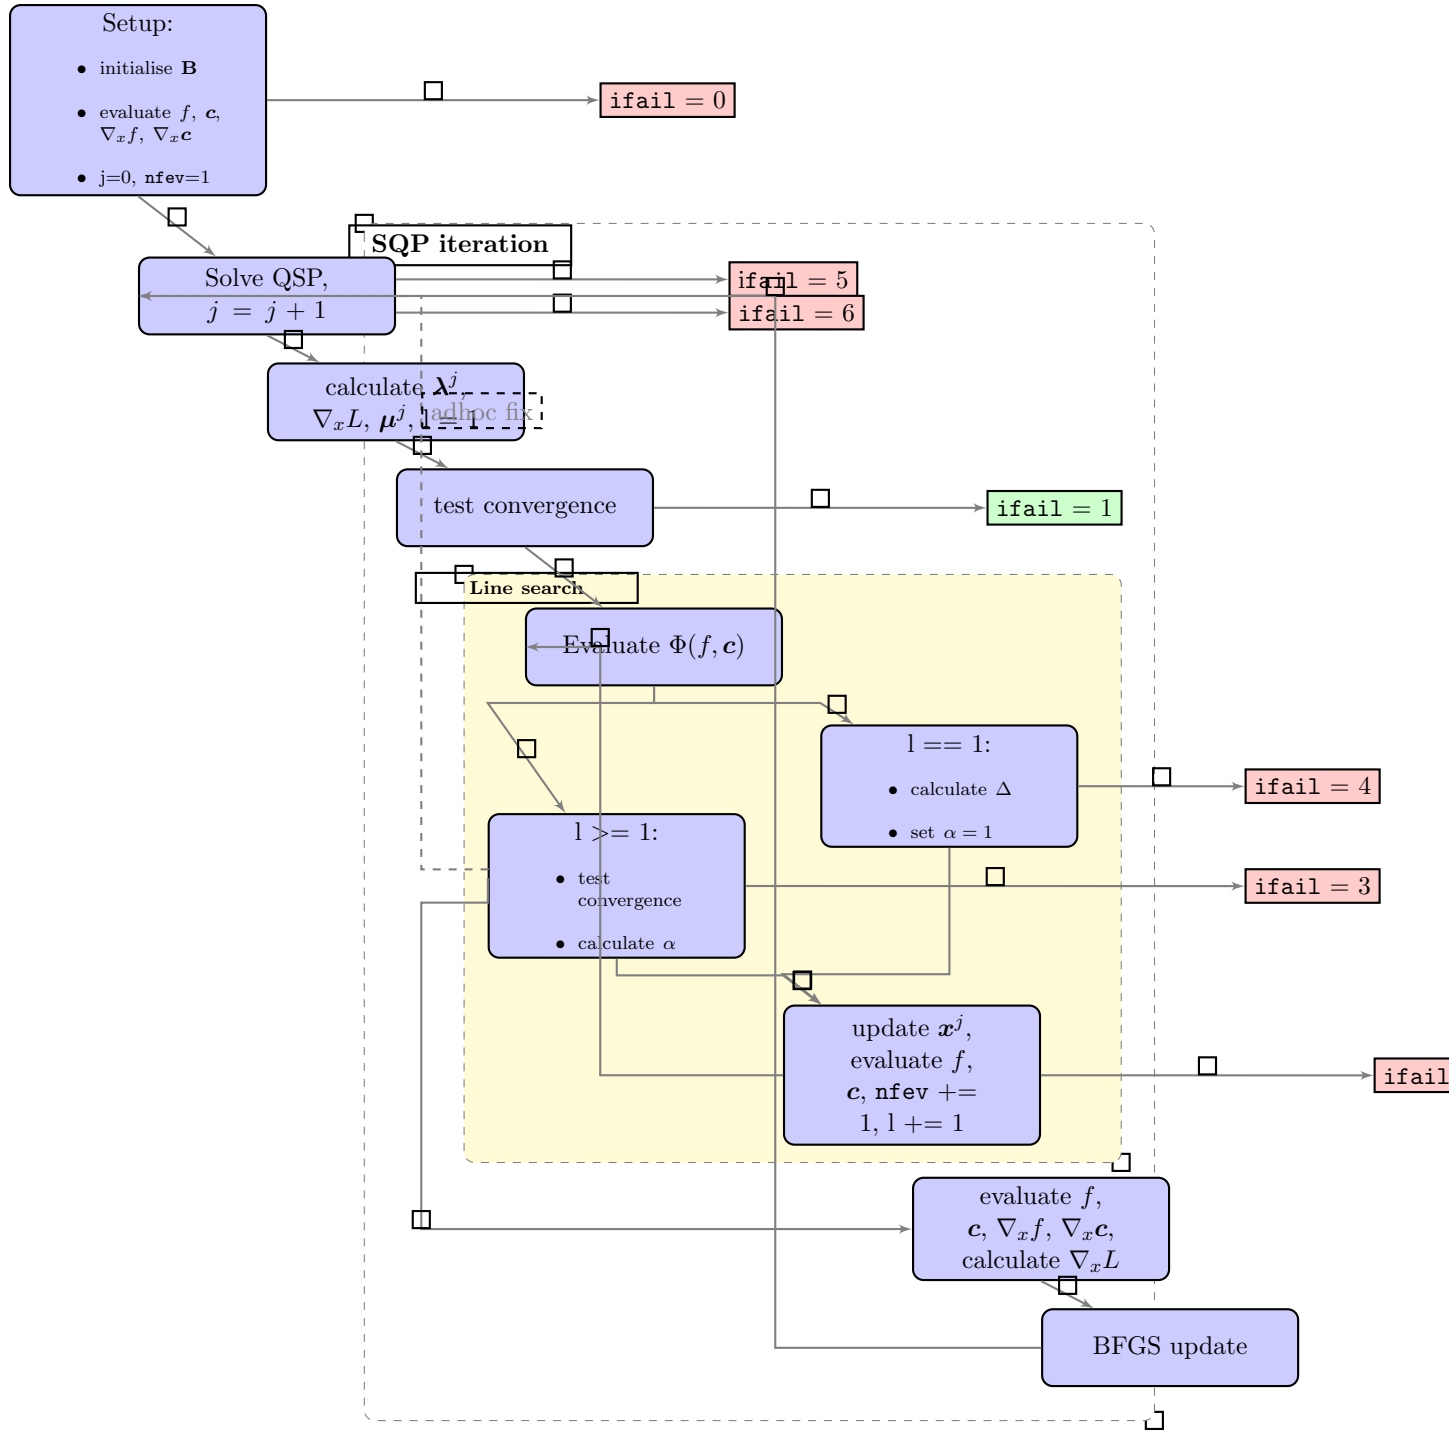 Setup:
• initialise B
• evaluate f, c,
∇ₓf, ∇ₓc
• j=0, nfev=1
ifail = 0
SQP iteration
Solve QSP,
j = j + 1
ifail = 5
ifail = 6
calculate λʲ,
∇ₓL, μʲ, l = 1
adhoc fix
test convergence
ifail = 1
Line search
Evaluate Φ(f, c)
l == 1:
• calculate Δ
• set α = 1
ifail = 4
l >= 1:
• test
convergence
• calculate α
ifail = 3
update xʲ,
evaluate f,
c, nfev +=
1, l += 1
ifail
evaluate f,
c, ∇ₓf, ∇ₓc,
calculate ∇ₓL
BFGS update